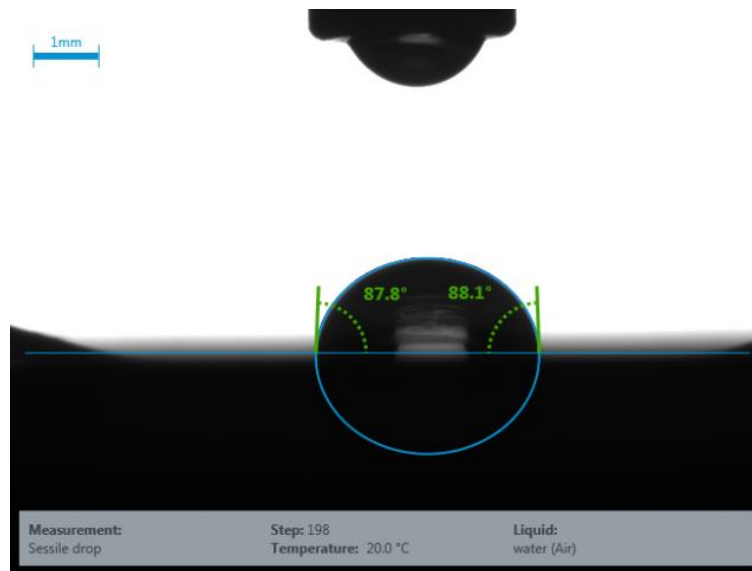 1mm
87.8° 88.1°
Measurement: Step: 198 Liquid:
Sessile drop Temperature: 20.0 °C water (Air)